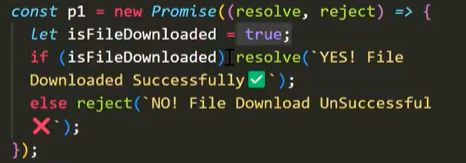 const p1 = new Promise((resolve, reject) => {
let isFileDownloaded = true;
if (isFileDownloaded) resolve(`YES! File
Downloaded Successfully✅`);
else reject(`NO! File Download UnSuccessful
❌`);
});